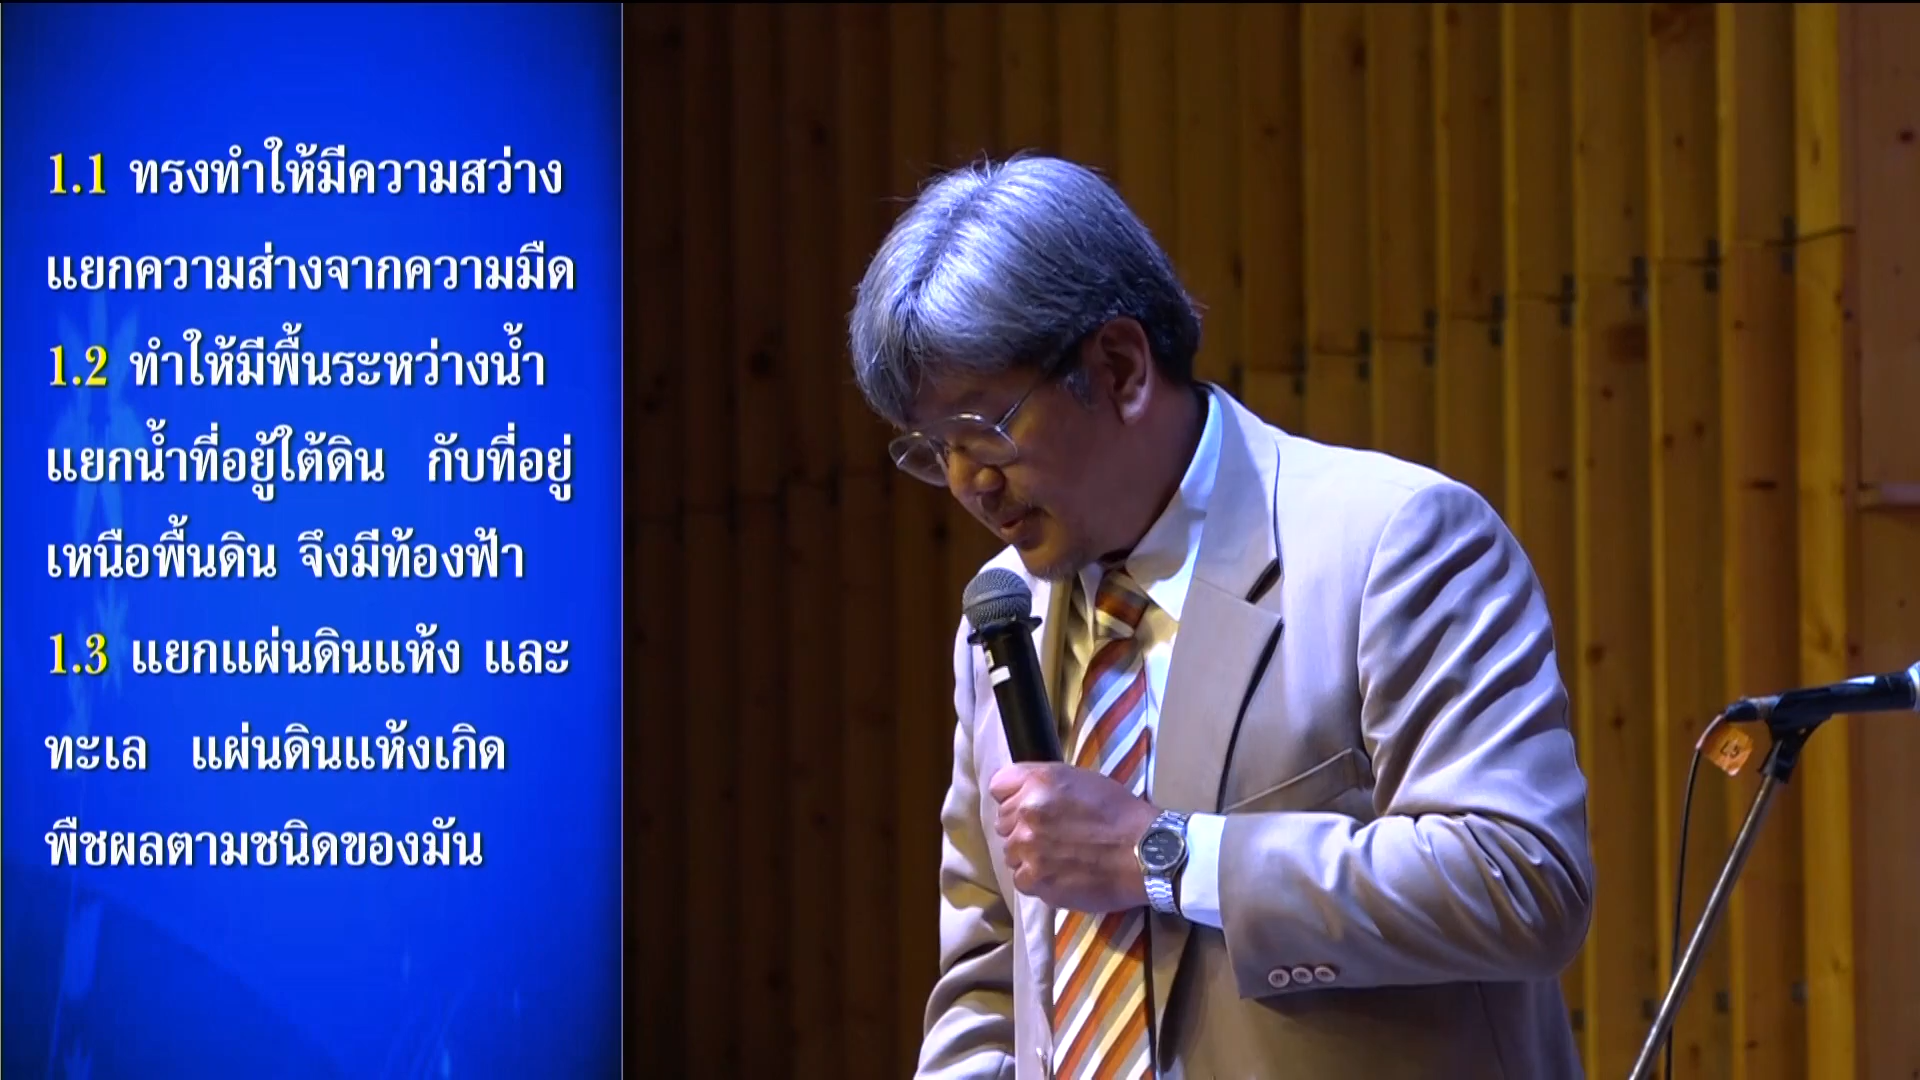 1.1 ทรงทำให้มีความสว่าง
แยกความส่างจากความมืด
1.2 ทำให้มีพื้นระหว่างน้ำ
แยกน้ำที่อยู้ใต้ดิน กับที่อยู่
เหนือพื้นดิน จึงมีท้องฟ้า
1.3 แยกแผ่นดินแห้ง และ
ทะเล แผ่นดินแห้งเกิด
พืชผลตามชนิดของมัน
L5